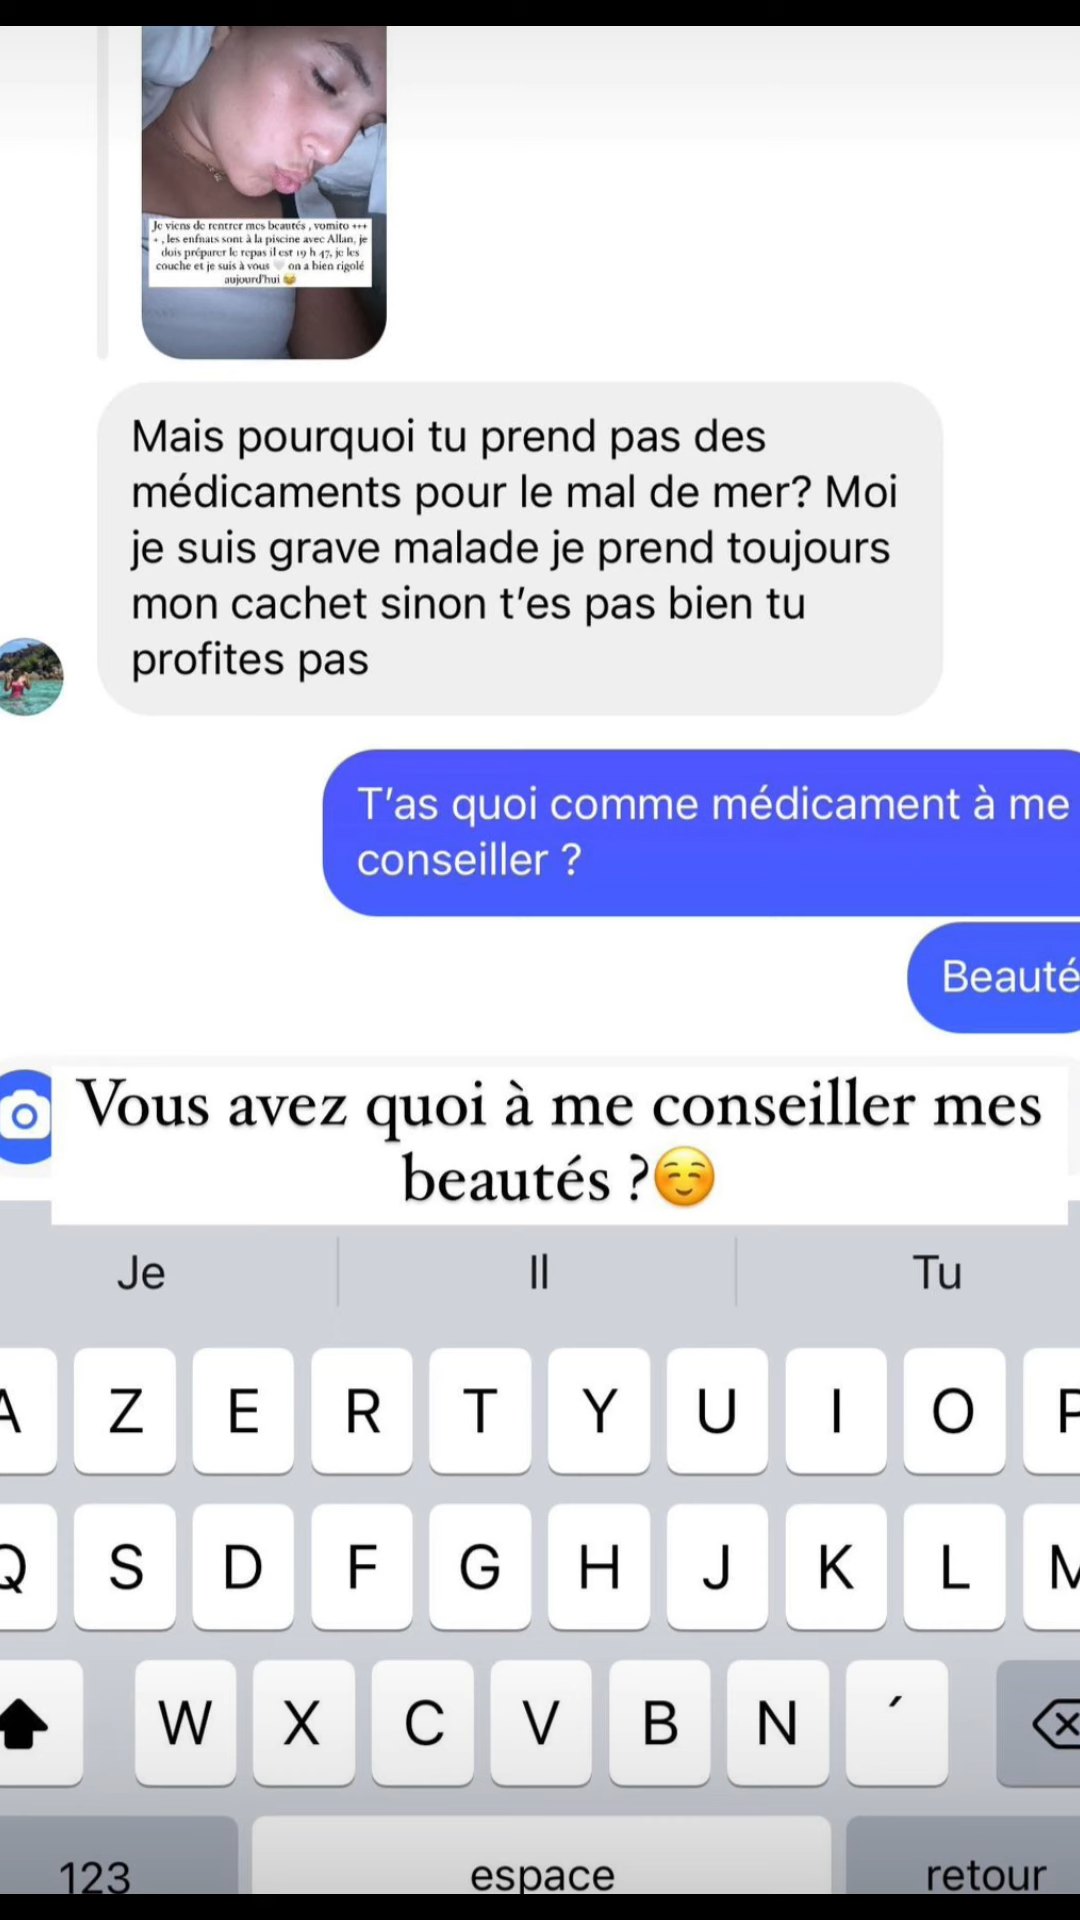 Je viens de rentrer mes beautés , vomito +++
+ , les enfnats sont à la piscine avec Allan, je
dois préparer le repas il est 19 h 47, je les
couche et je suis à vous 🤍 on a bien rigolé
aujourd'hui 😂
Mais pourquoi tu prend pas des
médicaments pour le mal de mer? Moi
je suis grave malade je prend toujours
mon cachet sinon t’es pas bien tu
profites pas
T’as quoi comme médicament à me
conseiller ?
Beauté
Vous avez quoi à me conseiller mes
beautés ?☺️
Je Il Tu
A Z E R T Y U I O P
Q S D F G H J K L M
W X C V B N ´
123 espace retour